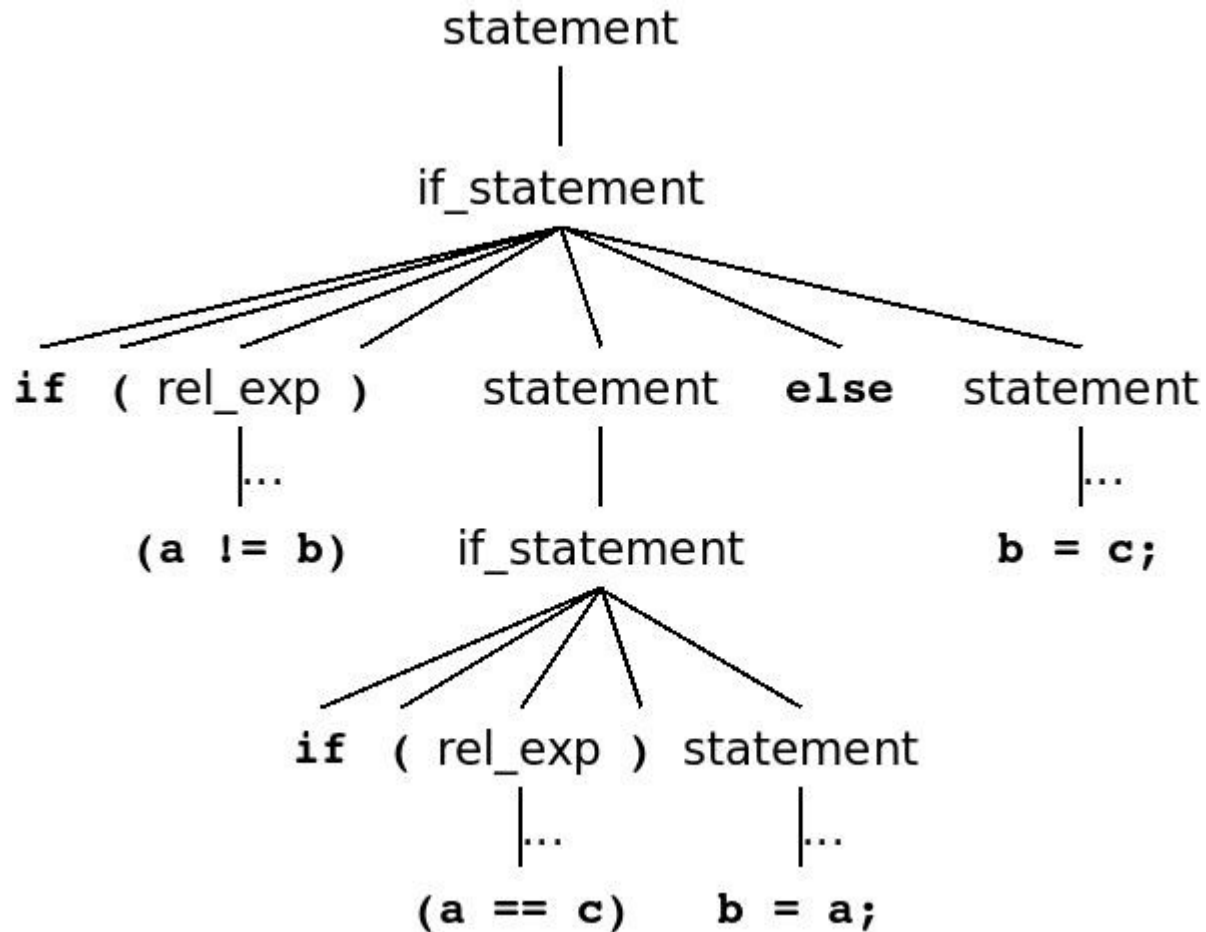 statement
if_statement
if ( rel_exp ) statement else statement
... ...
(a != b) if_statement b = c;
if ( rel_exp ) statement
... ...
(a == c) b = a;